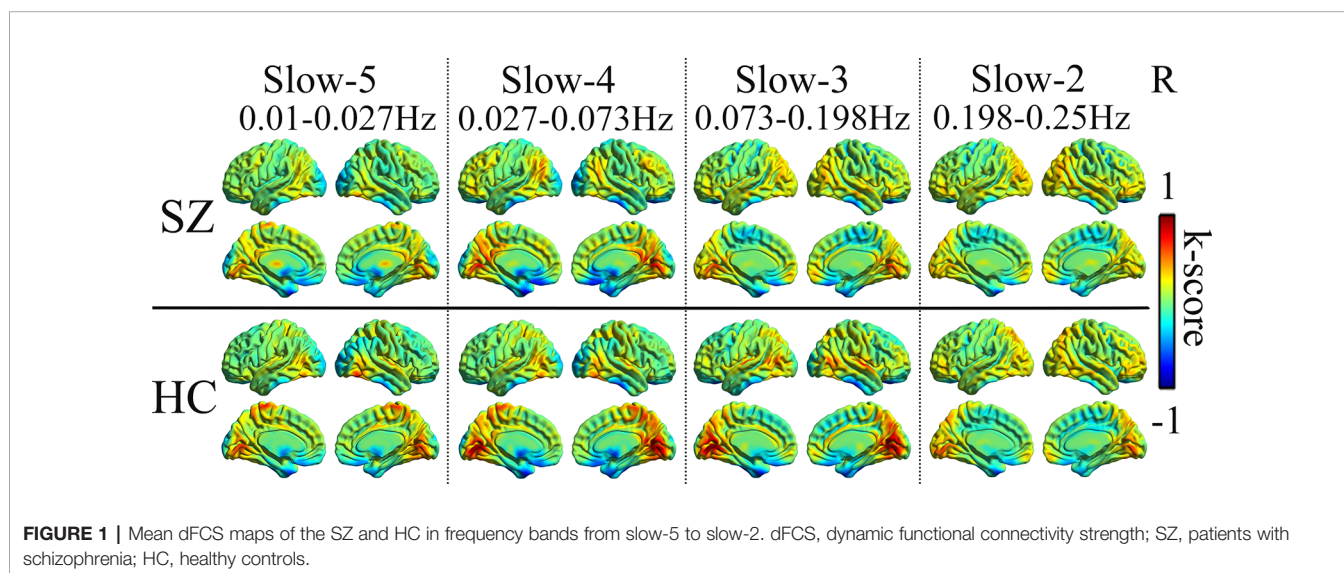 Slow-5 Slow-4 Slow-3 Slow-2 R
0.01-0.027Hz 0.027-0.073Hz 0.073-0.198Hz 0.198-0.25Hz
SZ
1
k-score
HC
-1
FIGURE 1 | Mean dFCS maps of the SZ and HC in frequency bands from slow-5 to slow-2. dFCS, dynamic functional connectivity strength; SZ, patients with
schizophrenia; HC, healthy controls.